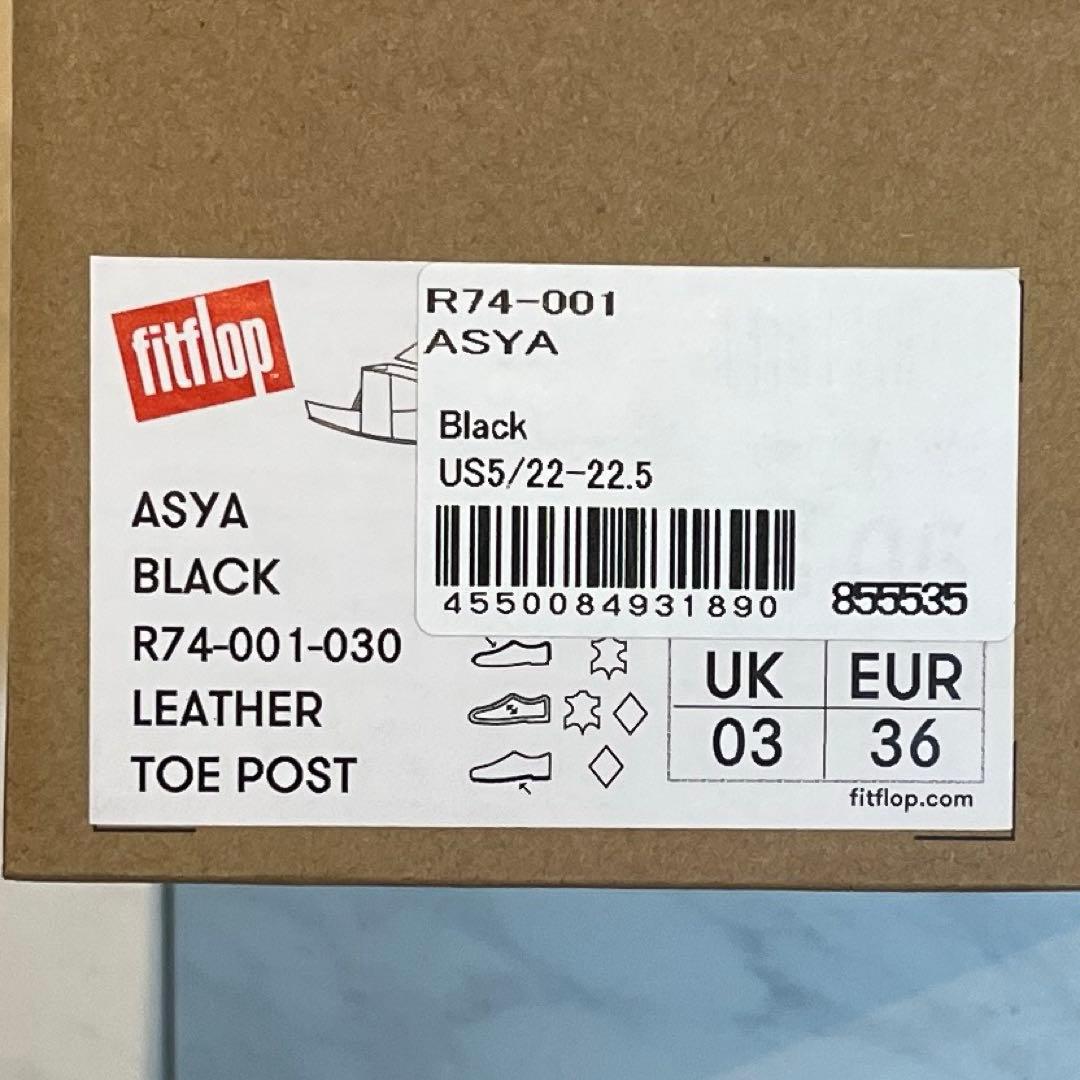 fitflop™
R74-001
ASYA
Black
US5/22-22.5
4550084931890
855535
ASYA
BLACK
R74-001-030
LEATHER
TOE POST
UK EUR
03 36
fitflop.com